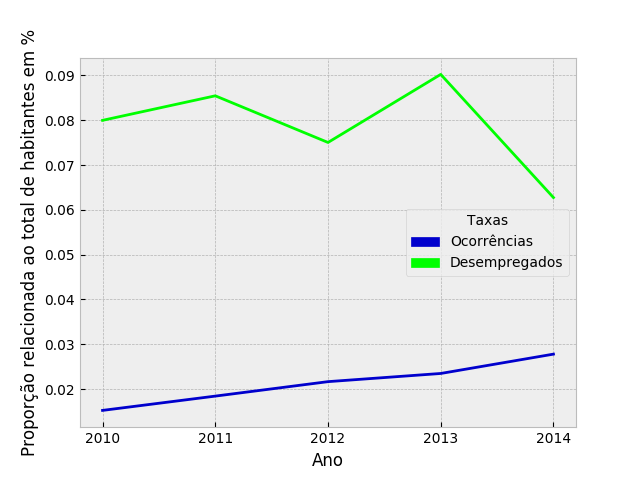 Proporção relacionada ao total de habitantes em %
0.09
0.08
0.07
0.06
0.05
0.04
0.03
0.02
Taxas
Ocorrências
Desempregados
2010 2011 2012 2013 2014
Ano